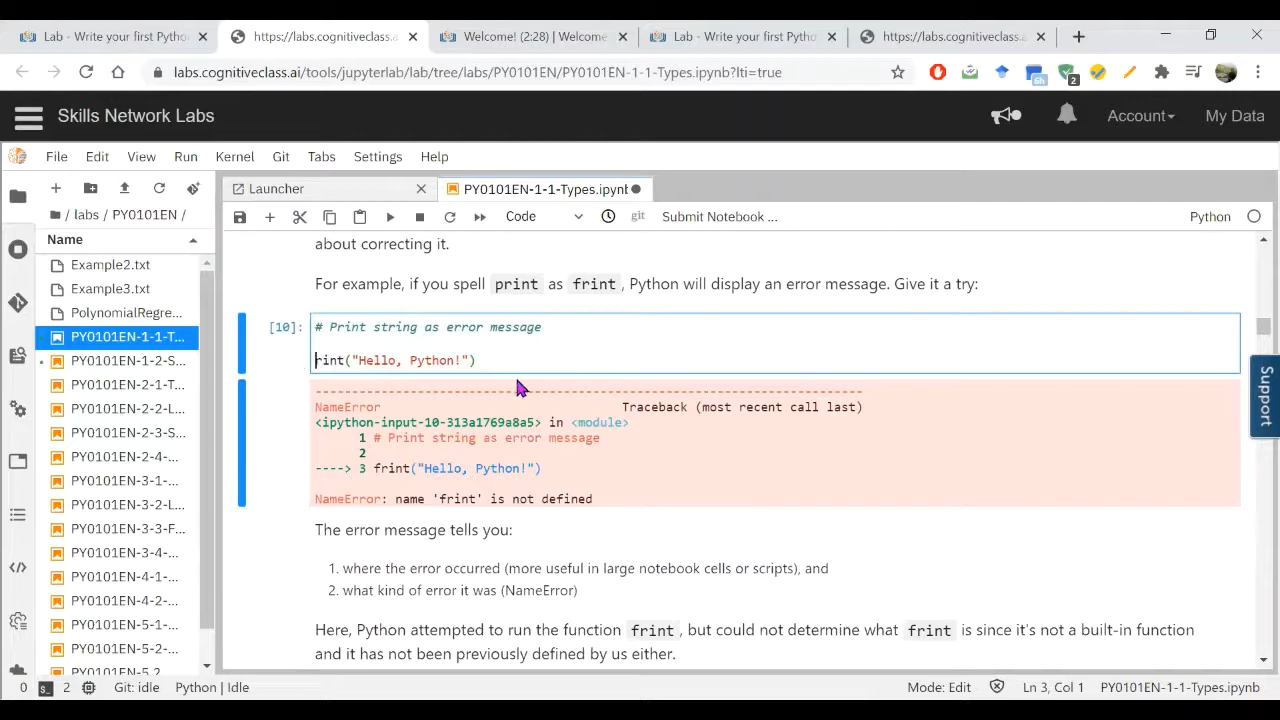 Lab - Write your first Pytho
https://labs.cognitiveclass.ai/
Welcome! (2:28) | Welcome
Lab - Write your first Pytho
https://labs.cognitiveclass.ai/
labs.cognitiveclass.ai/tools/jupyterlab/lab/tree/labs/PY0101EN/PY0101EN-1-1-Types.ipynb?lti=true
6h
2
Skills Network Labs
Account
My Data
File
Edit
View
Run
Kernel
Git
Tabs
Settings
Help
Launcher
PY0101EN-1-1-Types.ipynb
/ labs / PY0101EN /
Code
git
Submit Notebook ...
Python
Name
Example2.txt
Example3.txt
PolynomialRegre...
PY0101EN-1-1-T...
PY0101EN-1-2-S...
PY0101EN-2-1-T...
PY0101EN-2-2-L...
PY0101EN-2-3-S...
PY0101EN-2-4-...
PY0101EN-3-1-...
PY0101EN-3-2-L...
PY0101EN-3-3-F...
PY0101EN-3-4-...
PY0101EN-4-1-...
PY0101EN-4-2-...
PY0101EN-5-1-...
PY0101EN-5-2-...
PY0101EN-5.2
about correcting it.
For example, if you spell print as frint, Python will display an error message. Give it a try:
[10]:
# Print string as error message
rint("Hello, Python!")
---------------------------------------------------------------------------
NameError Traceback (most recent call last)
<ipython-input-10-313a1769a8a5> in <module>
1 # Print string as error message
2
----> 3 frint("Hello, Python!")
NameError: name 'frint' is not defined
The error message tells you:
1. where the error occurred (more useful in large notebook cells or scripts), and
2. what kind of error it was (NameError)
Here, Python attempted to run the function frint, but could not determine what frint is since it's not a built-in function
and it has not been previously defined by us either.
Support
0
2
Git: idle
Python | Idle
Mode: Edit
Ln 3, Col 1
PY0101EN-1-1-Types.ipynb